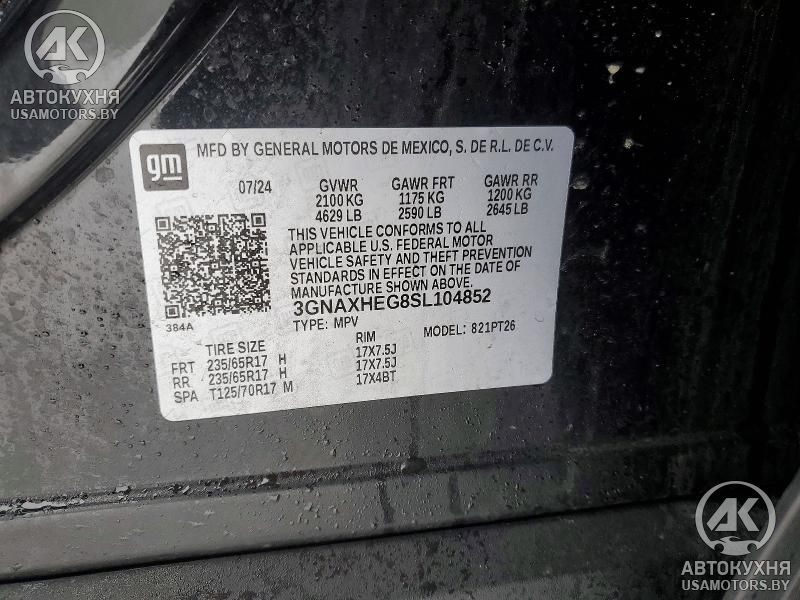 AK
АВТОКУХНЯ
USAMOTORS.BY
gm
MFD BY GENERAL MOTORS DE MEXICO, S. DE R.L. DE C.V.
07/24 GVWR GAWR FRT GAWR RR
2100 KG 1175 KG 1200 KG
4629 LB 2590 LB 2645 LB
THIS VEHICLE CONFORMS TO ALL
APPLICABLE U.S. FEDERAL MOTOR
VEHICLE SAFETY AND THEFT PREVENTION
STANDARDS IN EFFECT ON THE DATE OF
MANUFACTURE SHOWN ABOVE.
3GNAXHEG8SL104852
384A
TYPE: MPV MODEL: 821PT26
TIRE SIZE RIM
FRT 235/65R17 H 17X7.5J
RR 235/65R17 H 17X7.5J
SPA T125/70R17 M 17X4BT
AK
АВТОКУХНЯ
USAMOTORS.BY